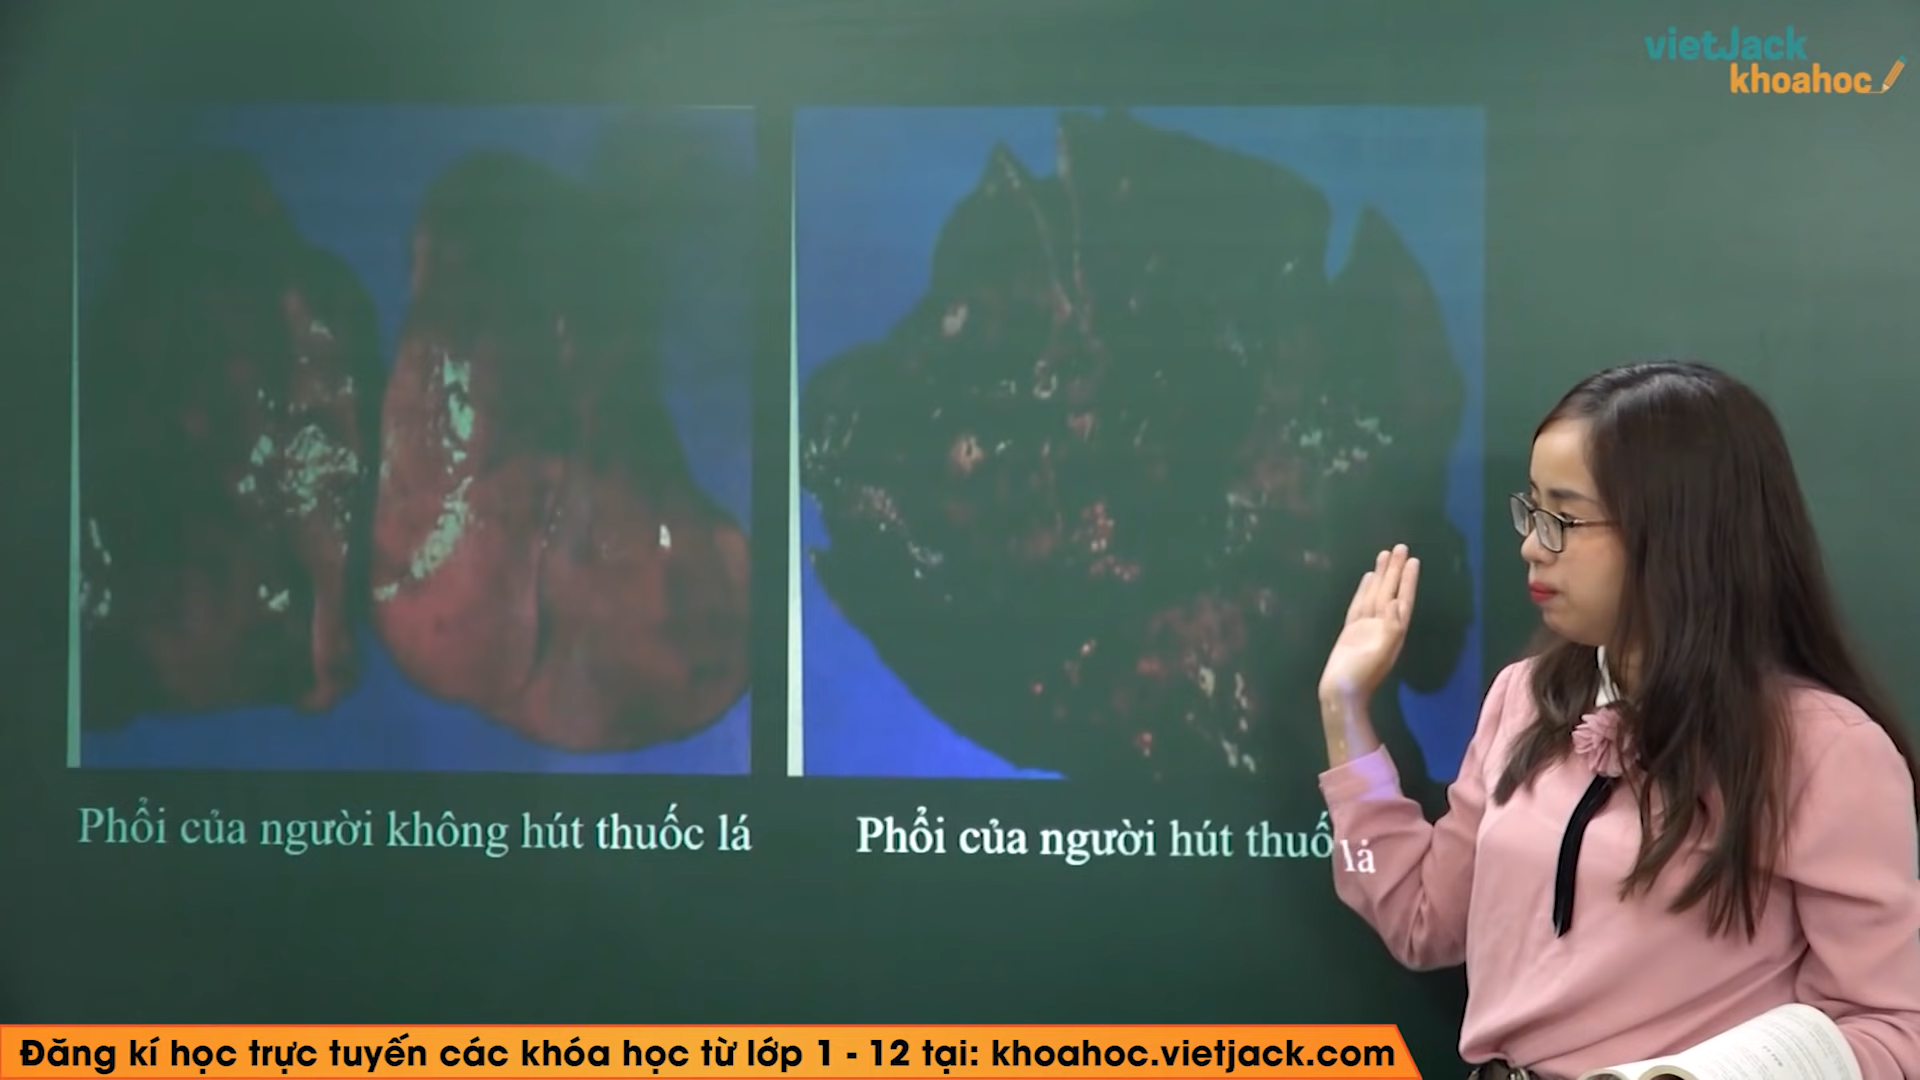 vietJack
khoahoc
Phổi của người không hút thuốc lá
Phổi của người hút thuố lá
Đăng kí học trực tuyến các khóa học từ lớp 1 - 12 tại: khoahoc.vietjack.com